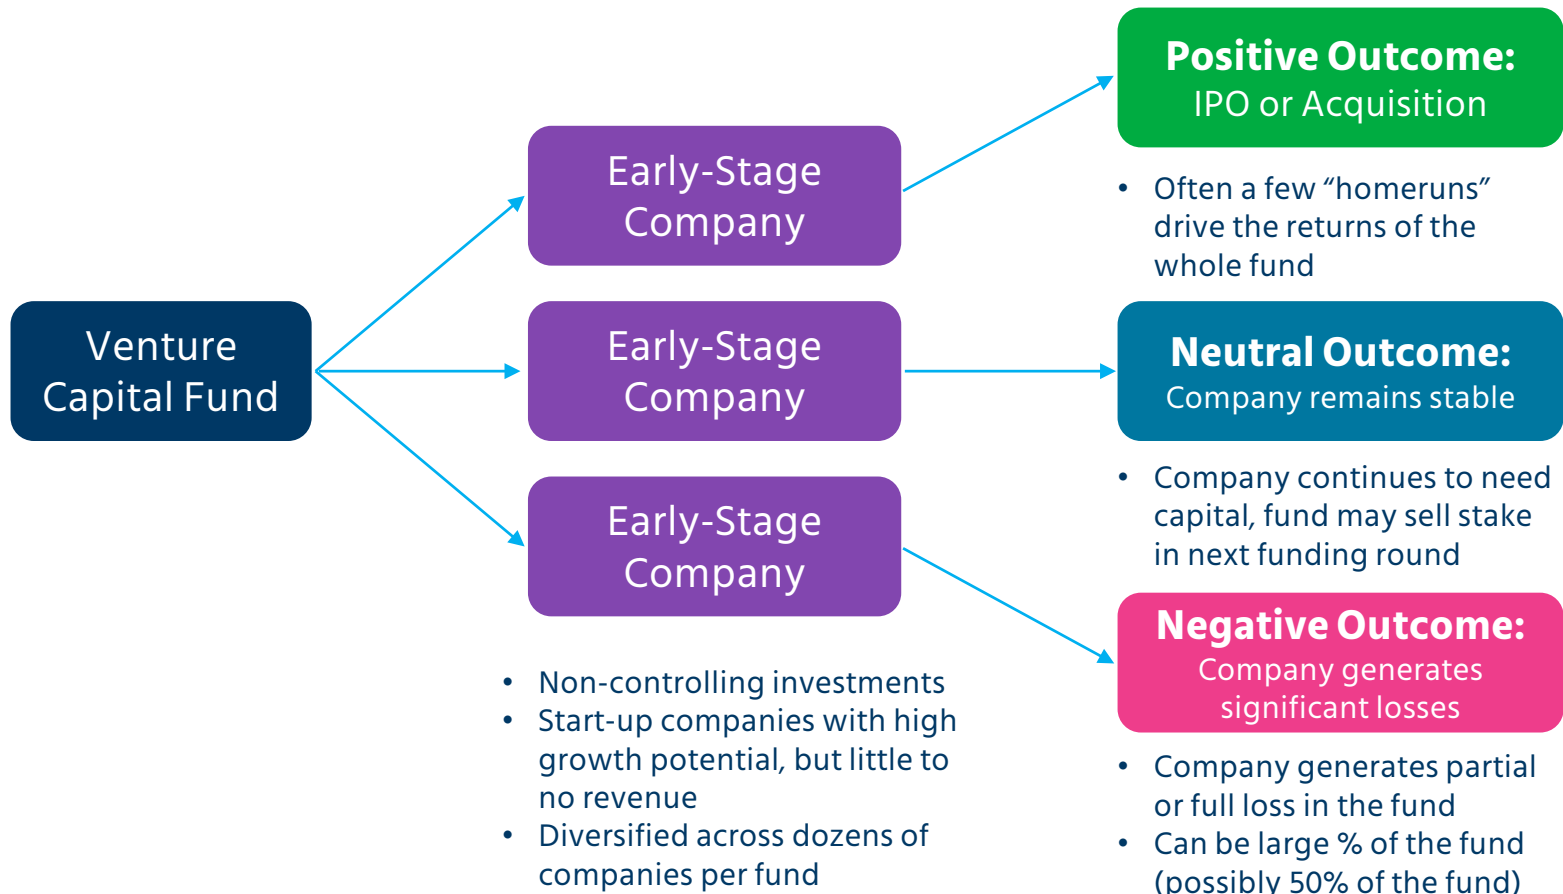 Venture
Capital Fund
Early-Stage
Company
Early-Stage
Company
Early-Stage
Company
• Non-controlling investments
• Start-up companies with high
growth potential, but little to
no revenue
• Diversified across dozens of
companies per fund
Positive Outcome:
IPO or Acquisition
• Often a few “homeruns”
drive the returns of the
whole fund
Neutral Outcome:
Company remains stable
• Company continues to need
capital, fund may sell stake
in next funding round
Negative Outcome:
Company generates
significant losses
• Company generates partial
or full loss in the fund
• Can be large % of the fund
(possibly 50% of the fund)